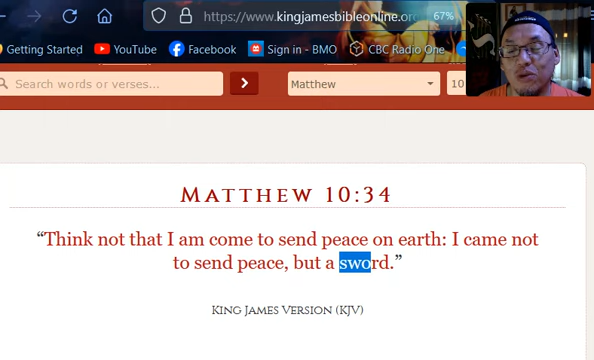 https://www.kingjamesbibleonline.or 67%
Getting Started YouTube Facebook Sign in - BMO CBC Radio One
Search words or verses... Matthew 10
MATTHEW 10:34
“Think not that I am come to send peace on earth: I came not
to send peace, but a sword.”
KING JAMES VERSION (KJV)